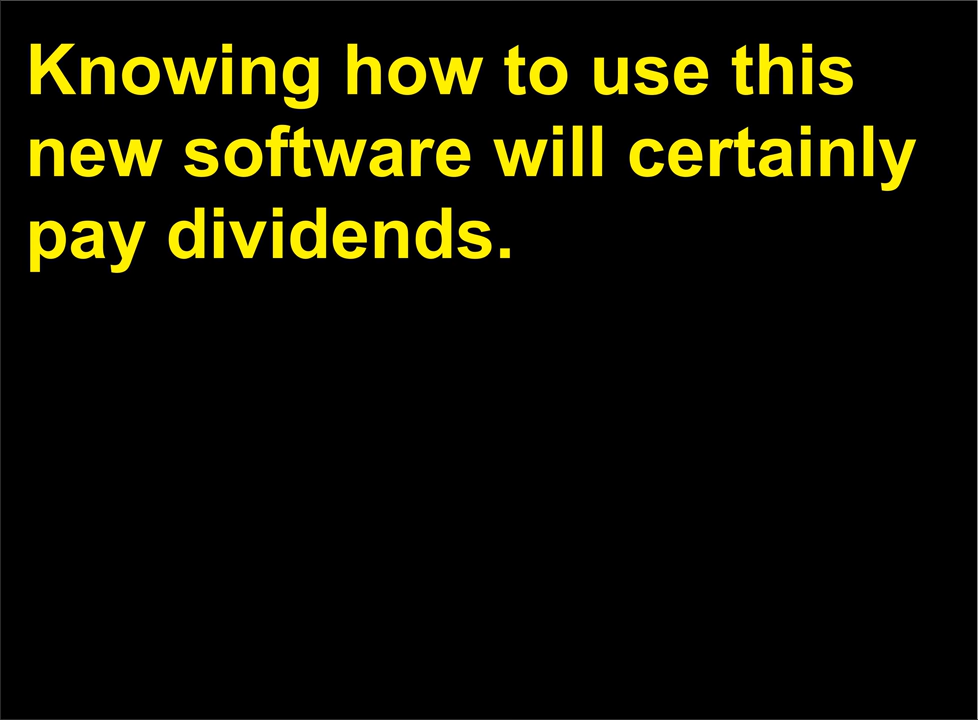 Knowing how to use this
new software will certainly
pay dividends.